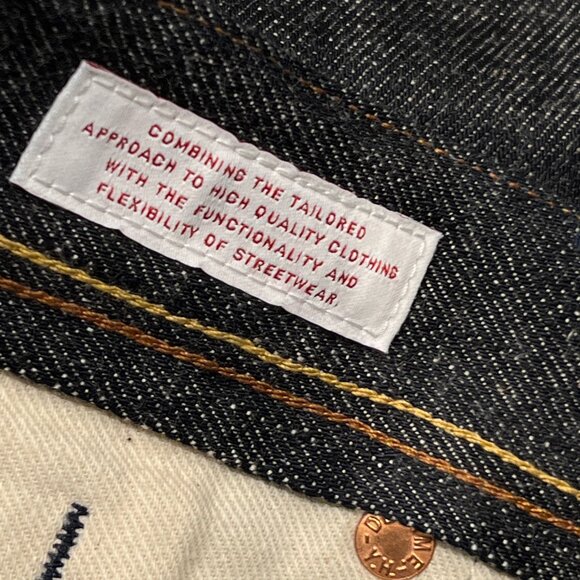 COMBINING THE TAILORED
APPROACH TO HIGH QUALITY CLOTHING
WITH THE FUNCTIONALITY AND
FLEXIBILITY OF STREETWEAR.